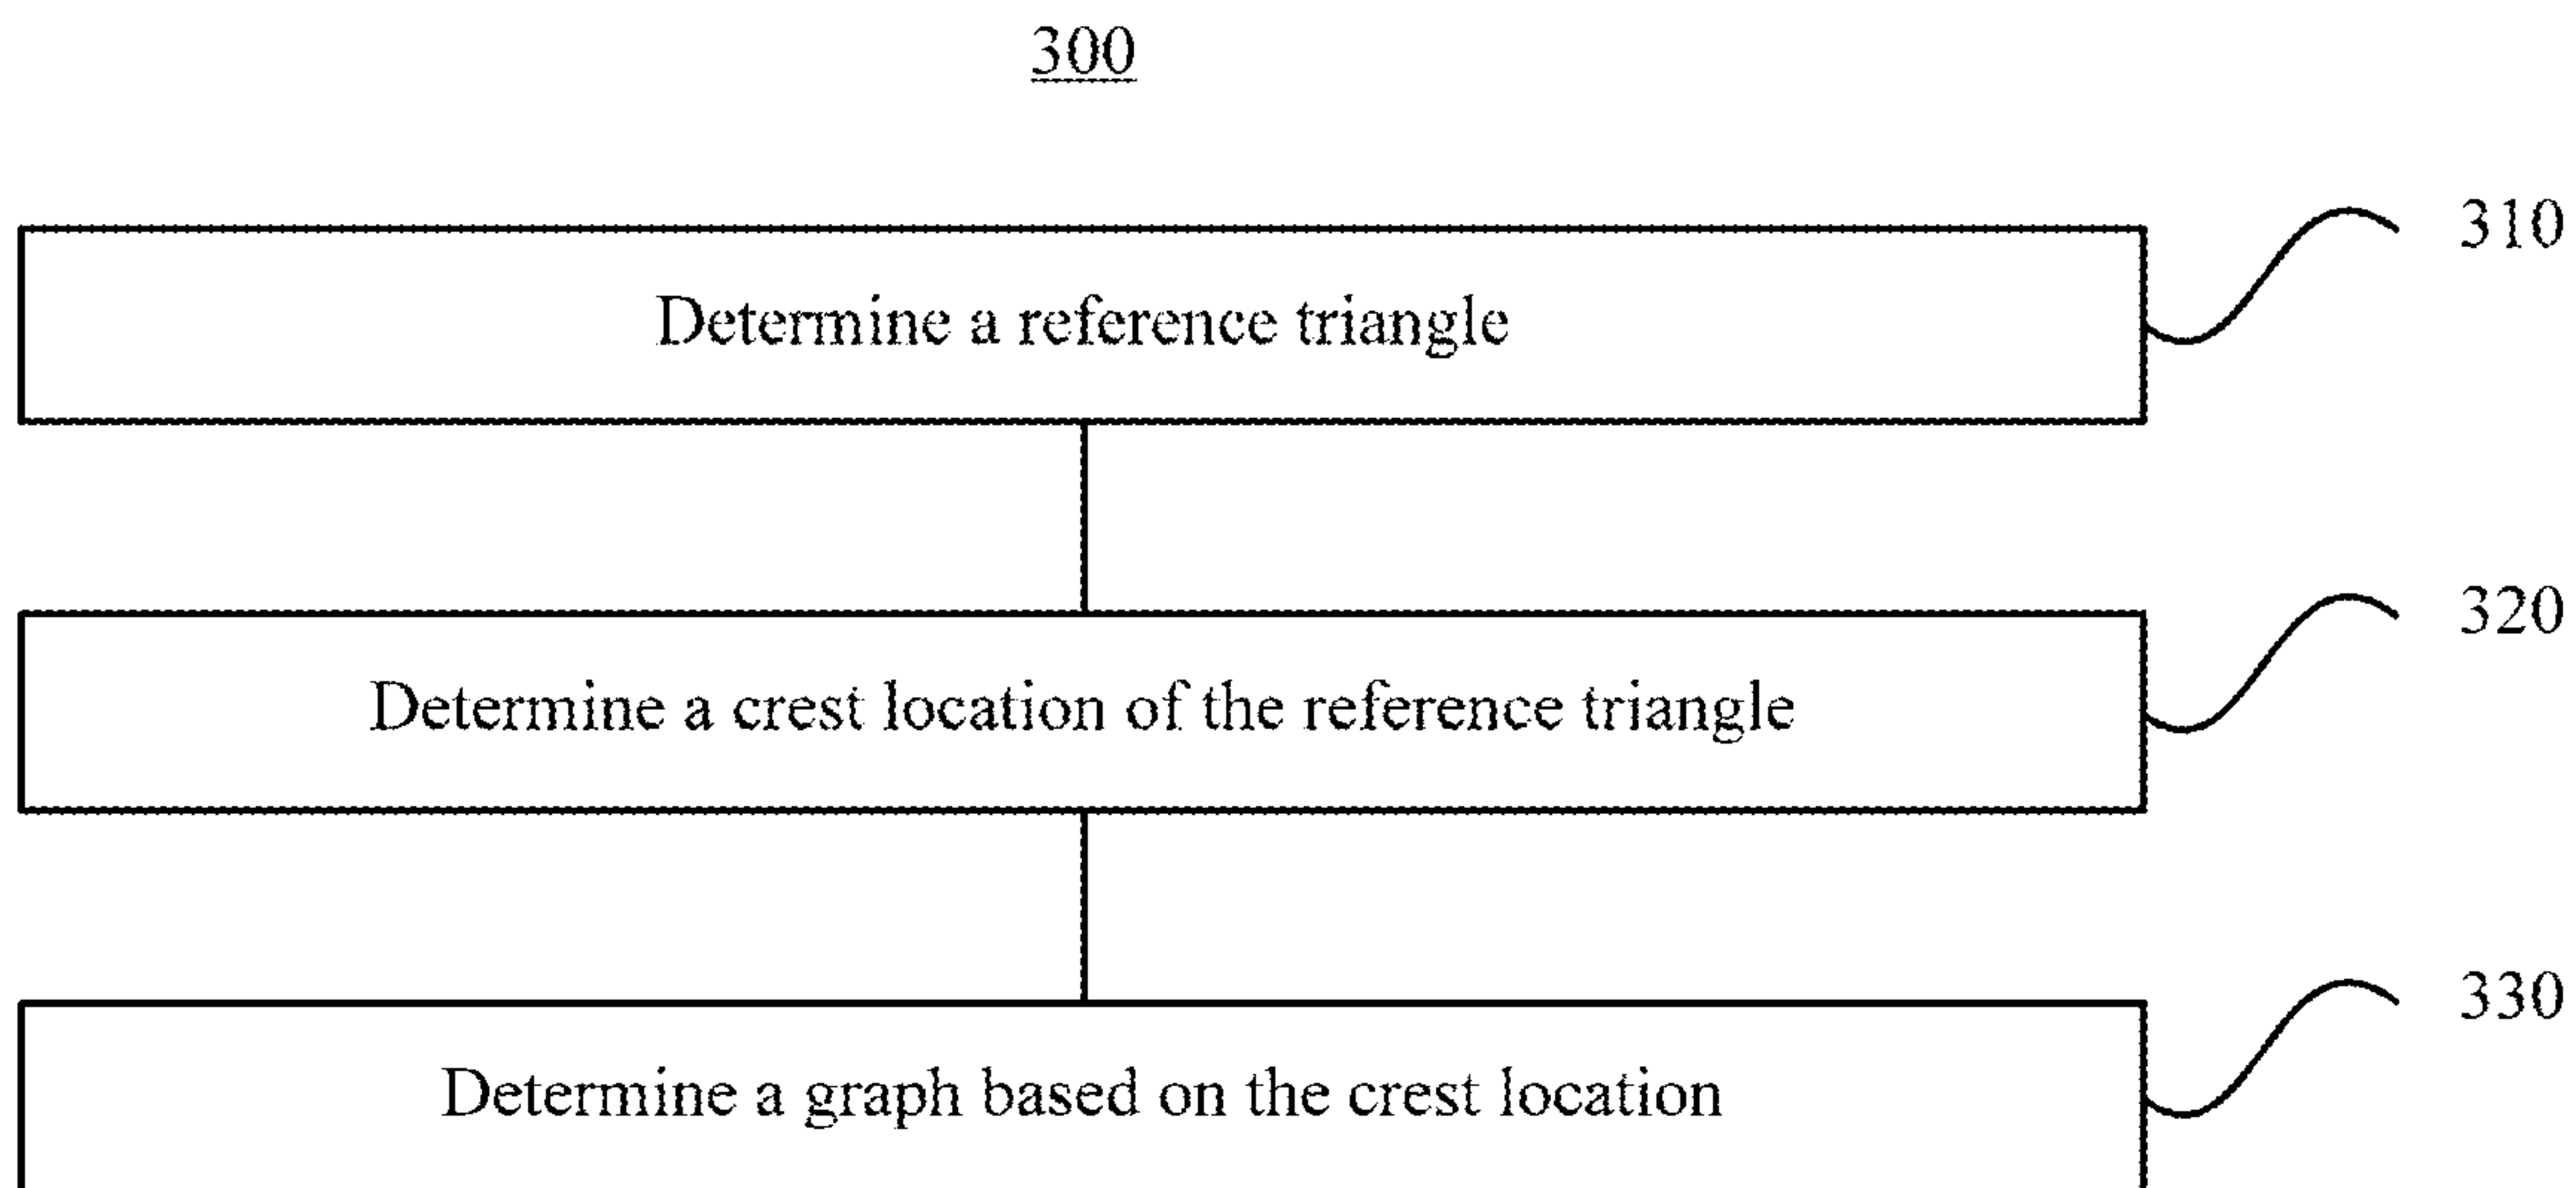 300
310
Determine a reference triangle
320
Determine a crest location of the reference triangle
330
Determine a graph based on the crest location